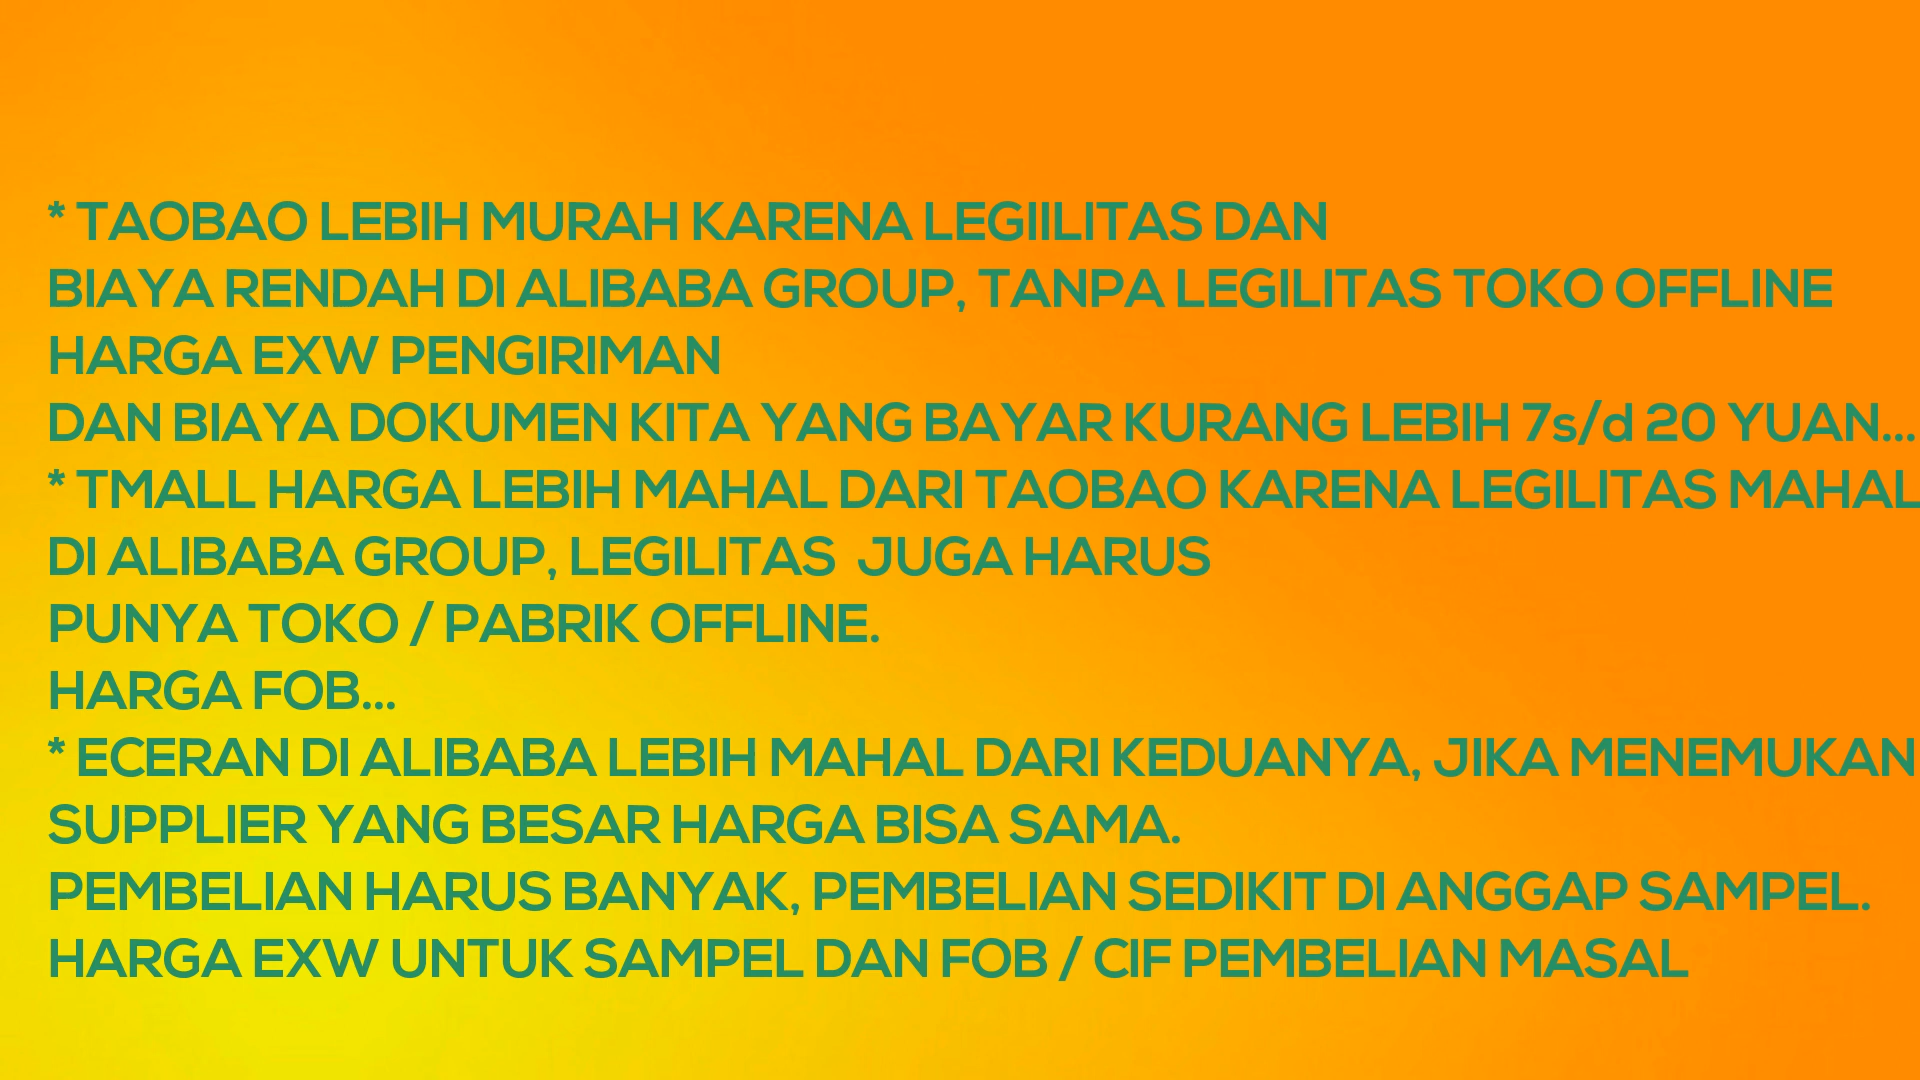 * TAOBAO LEBIH MURAH KARENA LEGIILITAS DAN
BIAYA RENDAH DI ALIBABA GROUP, TANPA LEGILITAS TOKO OFFLINE
HARGA EXW PENGIRIMAN
DAN BIAYA DOKUMEN KITA YANG BAYAR KURANG LEBIH 7s/d 20 YUAN...
* TMALL HARGA LEBIH MAHAL DARI TAOBAO KARENA LEGILITAS MAHAL
DI ALIBABA GROUP, LEGILITAS  JUGA HARUS
PUNYA TOKO / PABRIK OFFLINE.
HARGA FOB...
* ECERAN DI ALIBABA LEBIH MAHAL DARI KEDUANYA, JIKA MENEMUKAN
SUPPLIER YANG BESAR HARGA BISA SAMA.
PEMBELIAN HARUS BANYAK, PEMBELIAN SEDIKIT DI ANGGAP SAMPEL.
HARGA EXW UNTUK SAMPEL DAN FOB / CIF PEMBELIAN MASAL